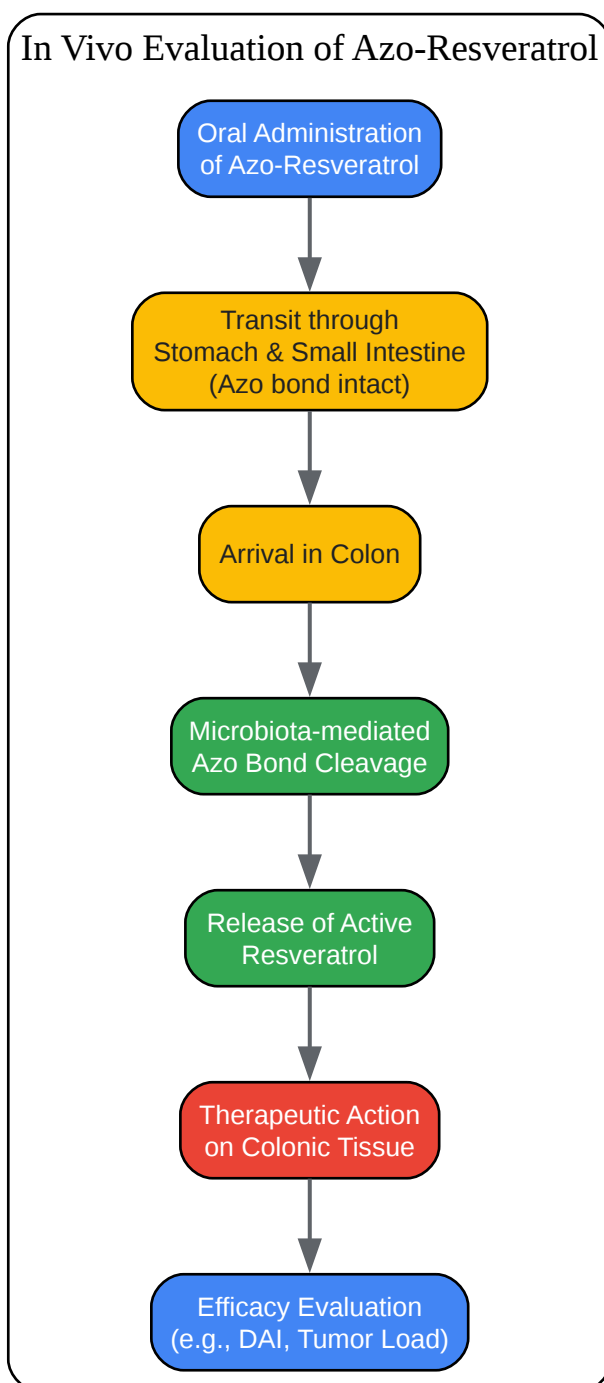 In Vivo Evaluation of Azo-Resveratrol
Oral Administration
of Azo-Resveratrol
Transit through
Stomach & Small Intestine
(Azo bond intact)
Arrival in Colon
Microbiota-mediated
Azo Bond Cleavage
Release of Active
Resveratrol
Therapeutic Action
on Colonic Tissue
Efficacy Evaluation
(e.g., DAI, Tumor Load)